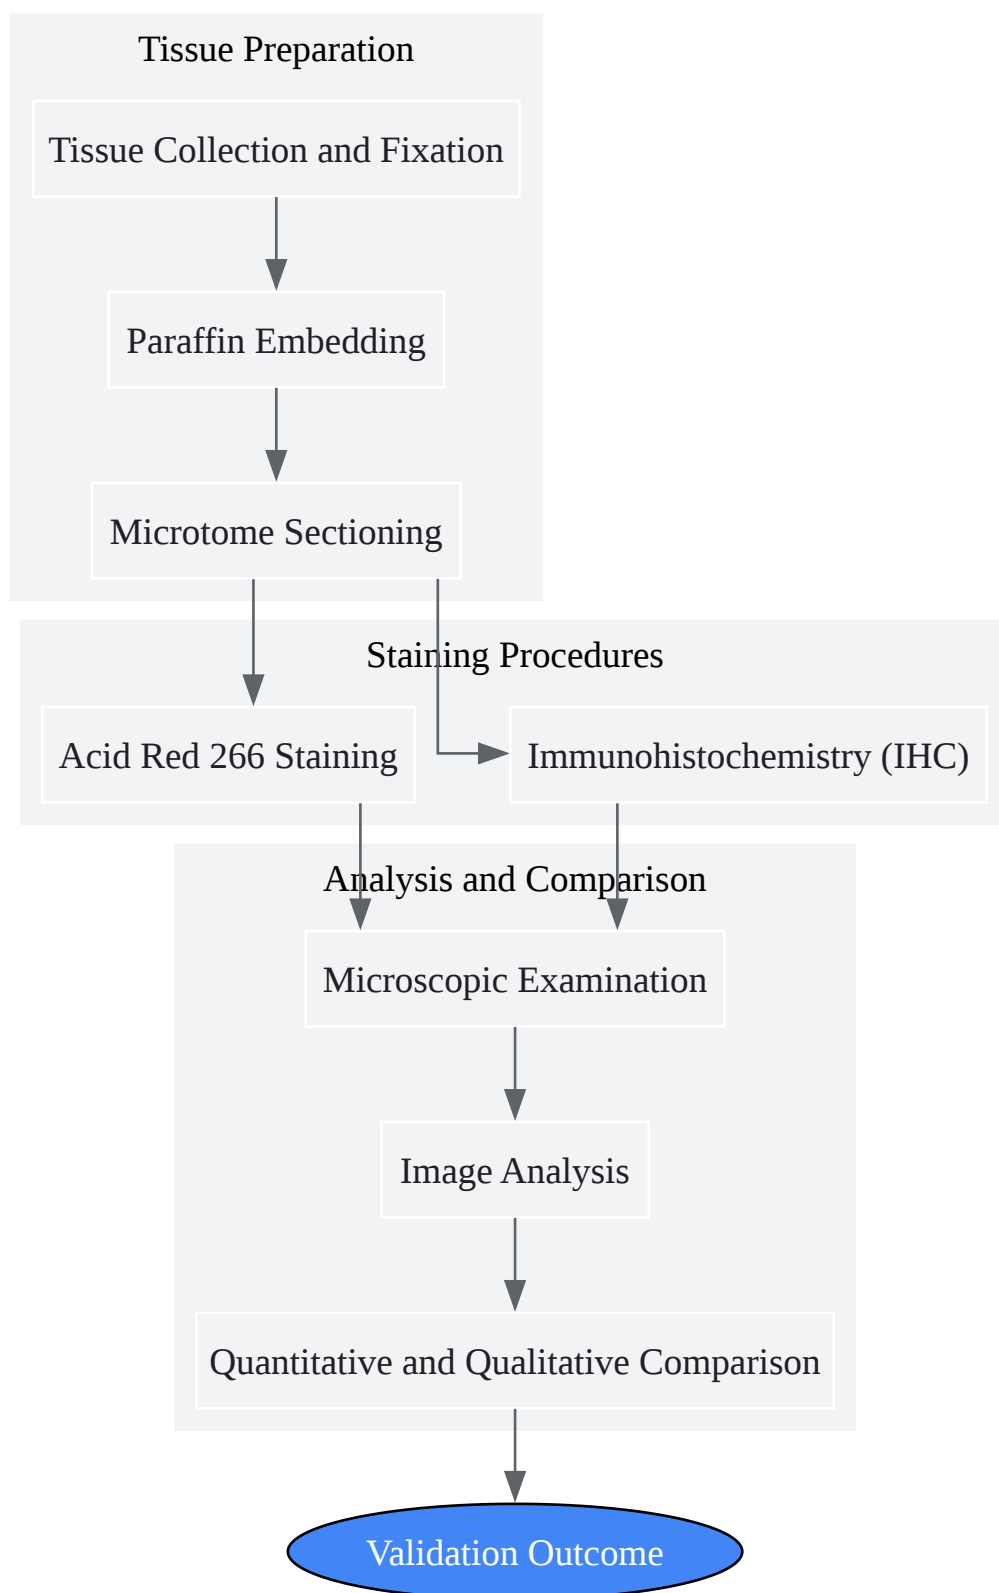 Tissue Preparation
Tissue Collection and Fixation
Paraffin Embedding
Microtome Sectioning
Staining Procedures
Acid Red 266 Staining
Immunohistochemistry (IHC)
Analysis and Comparison
Microscopic Examination
Image Analysis
Quantitative and Qualitative Comparison
Validation Outcome